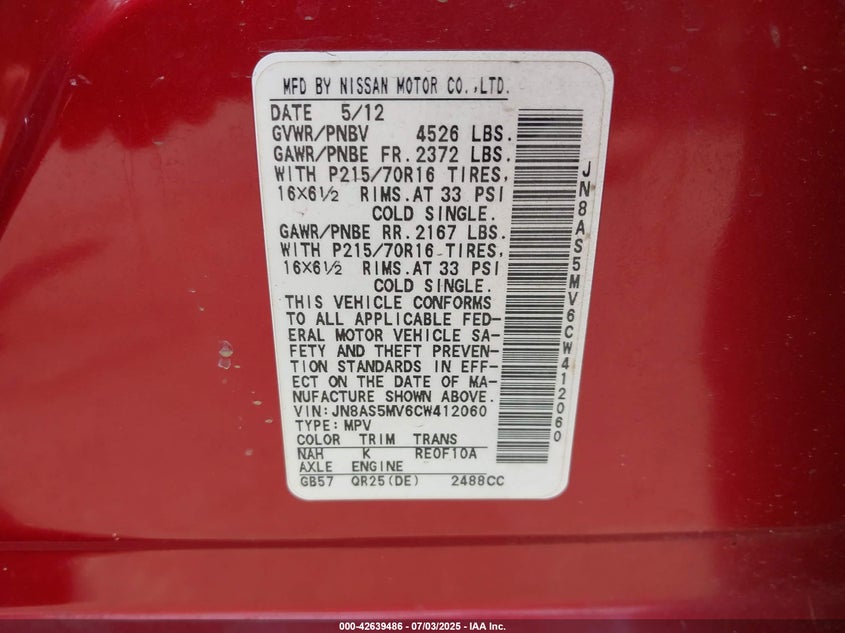 MFD BY NISSAN MOTOR CO.,LTD.
DATE 5/12
GVWR/PNBV 4526 LBS.
GAWR/PNBE FR.2372 LBS.
WITH P215/70R16 TIRES,
16X6½ RIMS.AT 33 PSI
COLD SINGLE.
GAWR/PNBE RR.2167 LBS.
WITH P215/70R16 TIRES,
16X6½ RIMS.AT 33 PSI
COLD SINGLE.
THIS VEHICLE CONFORMS
TO ALL APPLICABLE FED-
ERAL MOTOR VEHICLE SA-
FETY AND THEFT PREVEN-
TION STANDARDS IN EFF-
ECT ON THE DATE OF MA-
NUFACTURE SHOWN ABOVE.
VIN:JN8AS5MV6CW412060
TYPE:MPV
COLOR TRIM TRANS
NAH K RE0F10A
AXLE ENGINE
GB57 QR25(DE) 2488CC
JN8AS5MV6CW412060
000-42639486 - 07/03/2025 - IAA Inc.